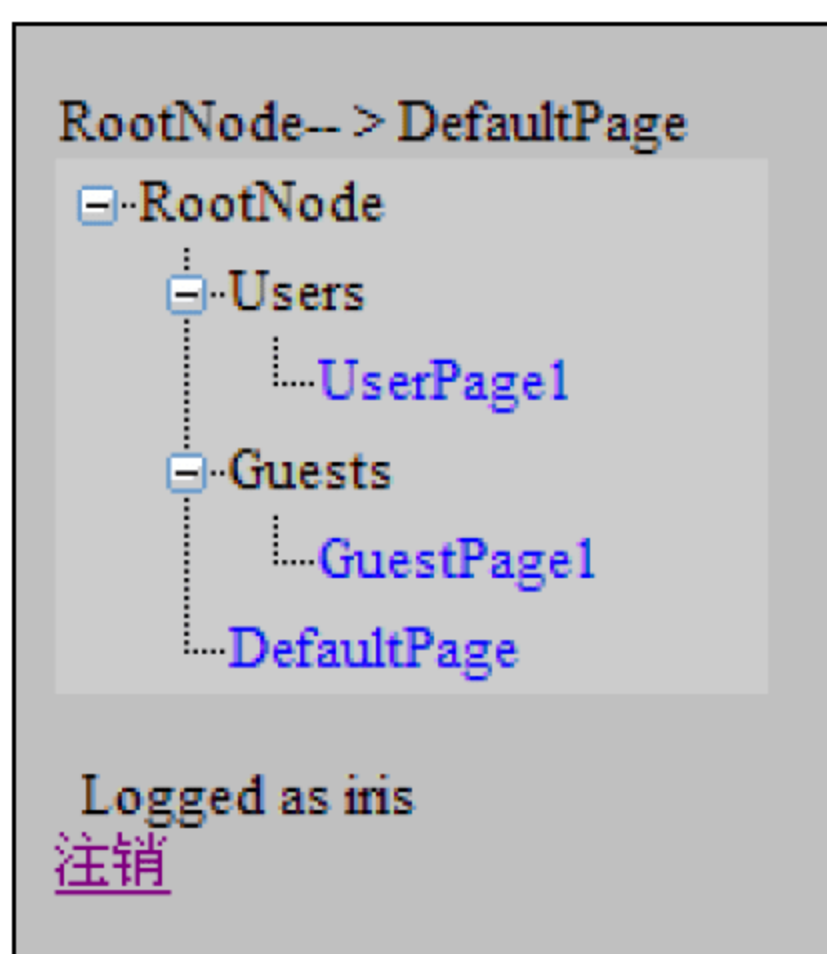 RootNode-- > DefaultPage
RootNode
Users
UserPage1
Guests
GuestPage1
DefaultPage
Logged as iris
注销